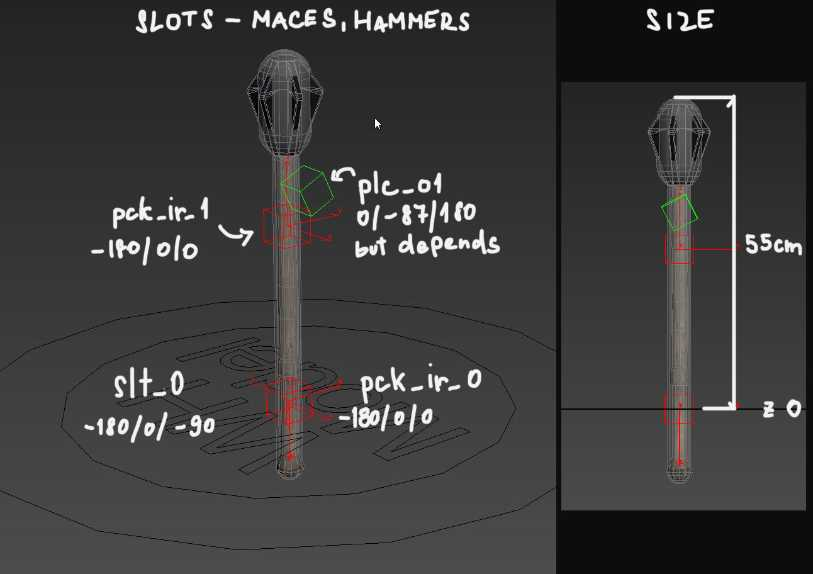 SLOTS - MACES, HAMMERS
SIZE
plc_01
0/-87/180
but depends
pck_ir_1
-180/0/0
55cm
slt_0
-180/0/-90
pck_ir_0
-180/0/0
z 0